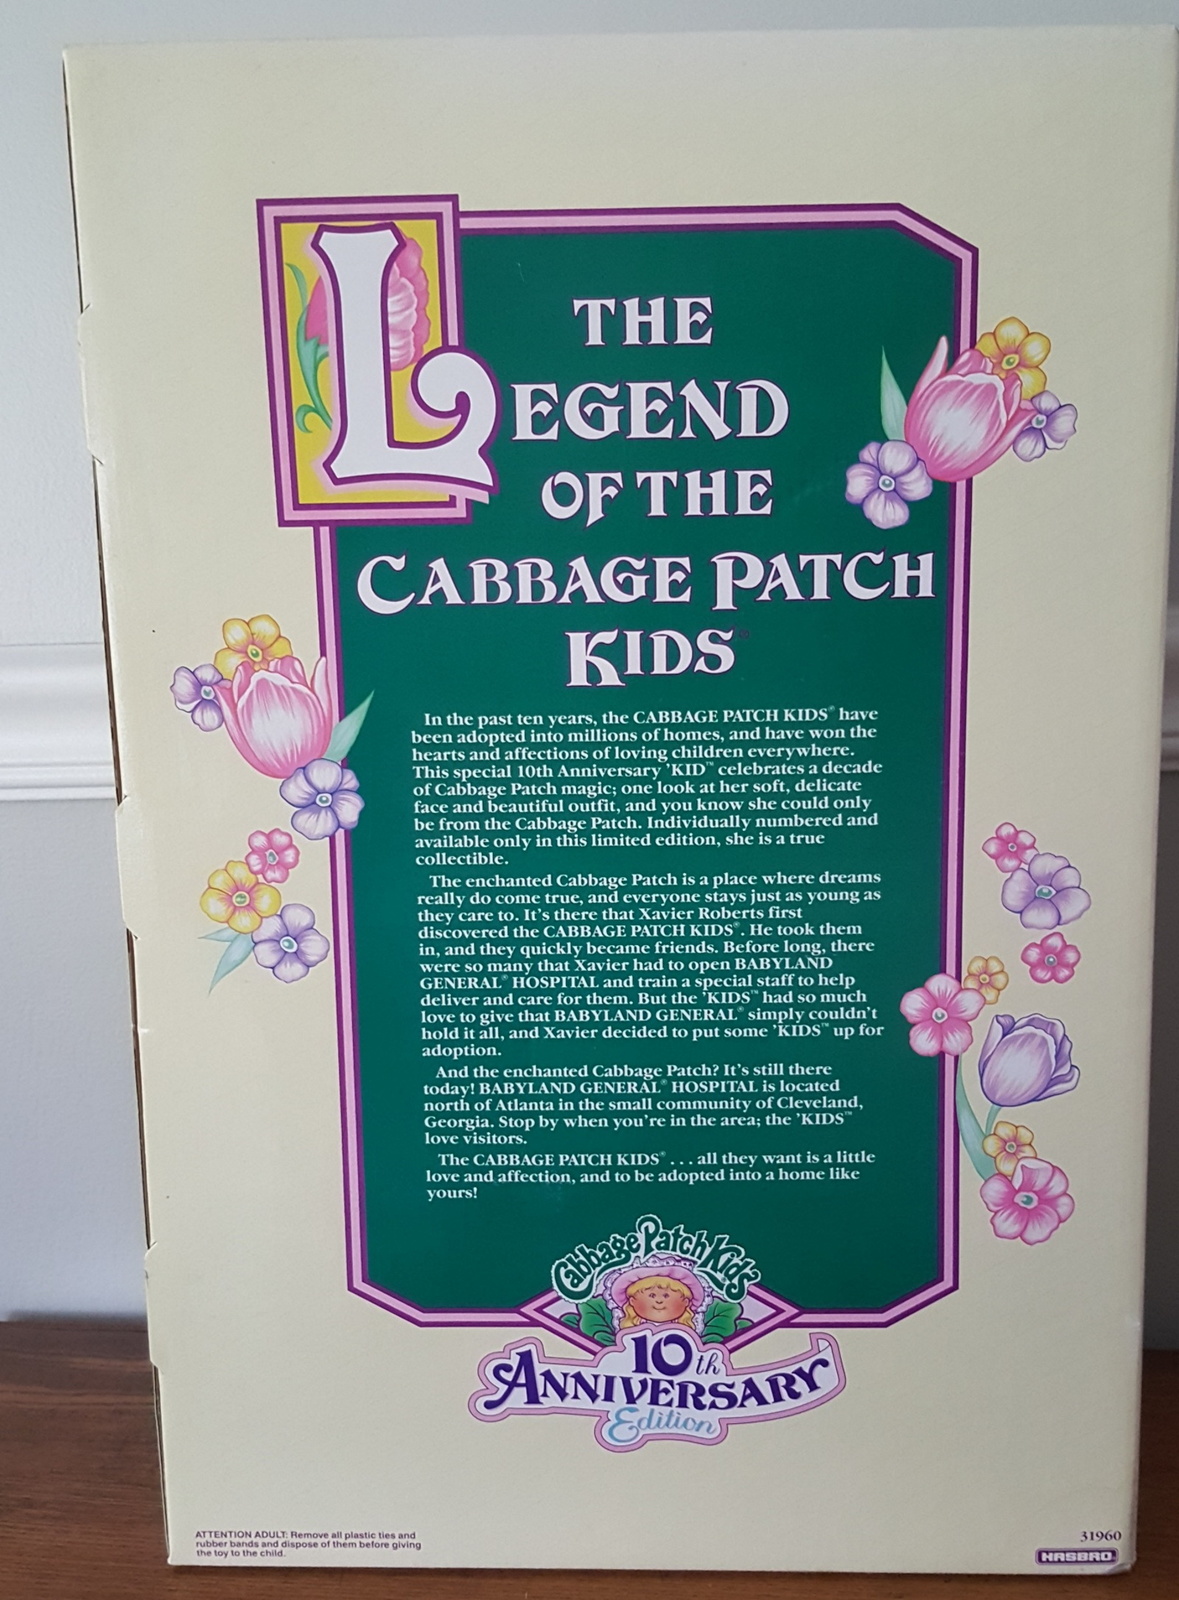 THE
LEGEND
OF THE
CABBAGE PATCH
KIDS™
In the past ten years, the CABBAGE PATCH KIDS® have
been adopted into millions of homes, and have won the
hearts and affections of loving children everywhere.
This special 10th Anniversary 'KID™ celebrates a decade
of Cabbage Patch magic; one look at her soft, delicate
face and beautiful outfit, and you know she could only
be from the Cabbage Patch. Individually numbered and
available only in this limited edition, she is a true
collectible.
The enchanted Cabbage Patch is a place where dreams
really do come true, and everyone stays just as young as
they care to. It's there that Xavier Roberts first
discovered the CABBAGE PATCH KIDS®. He took them
in, and they quickly became friends. Before long, there
were so many that Xavier had to open BABYLAND
GENERAL® HOSPITAL and train a special staff to help
deliver and care for them. But the 'KIDS™ had so much
love to give that BABYLAND GENERAL® simply couldn't
hold it all, and Xavier decided to put some 'KIDS™ up for
adoption.
And the enchanted Cabbage Patch? It's still there
today! BABYLAND GENERAL® HOSPITAL is located
north of Atlanta in the small community of Cleveland,
Georgia. Stop by when you're in the area; the 'KIDS™
love visitors.
The CABBAGE PATCH KIDS® ... all they want is a little
love and affection, and to be adopted into a home like
yours!
Cabbage Patch Kids
10th
ANNIVERSARY
Edition
ATTENTION ADULT: Remove all plastic ties and
rubber bands and dispose of them before giving
the toy to the child.
31960
HASBRO